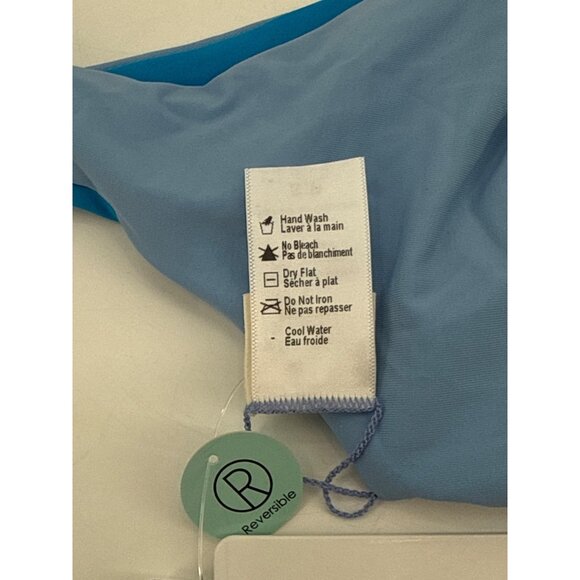 Hand Wash
Laver à la main
No Bleach
Pas de blanchiment
Dry Flat
Sècher à plat
Do Not Iron
Ne pas repasser
- Cool Water
Eau froide
R
Reversible